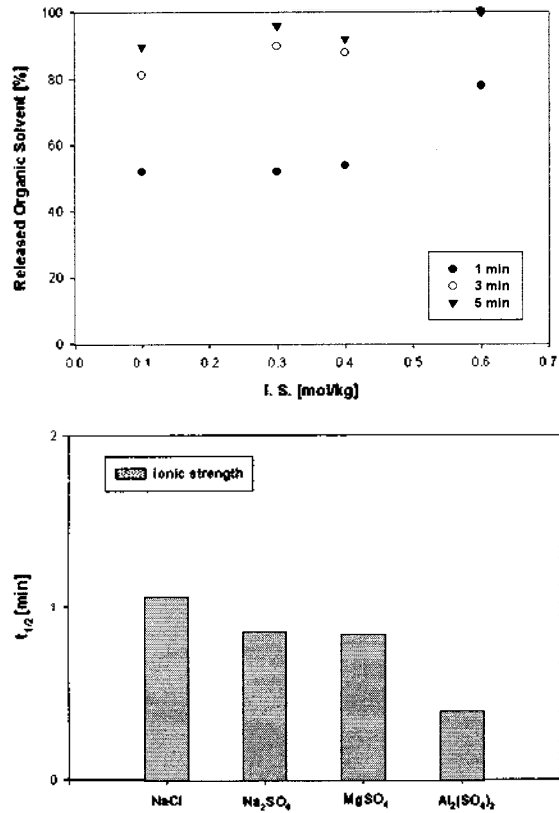 100
80
60
40
20
0
Released Organic Solvent [%]
1 min
3 min
5 min
0.0 0.1 0.2 0.3 0.4 0.5 0.6 0.7
I. S. [mol/kg]
2
1
0
t1/2 [min]
Ionic strength
NaCl Na2SO4 MgSO4 Al2(SO4)3